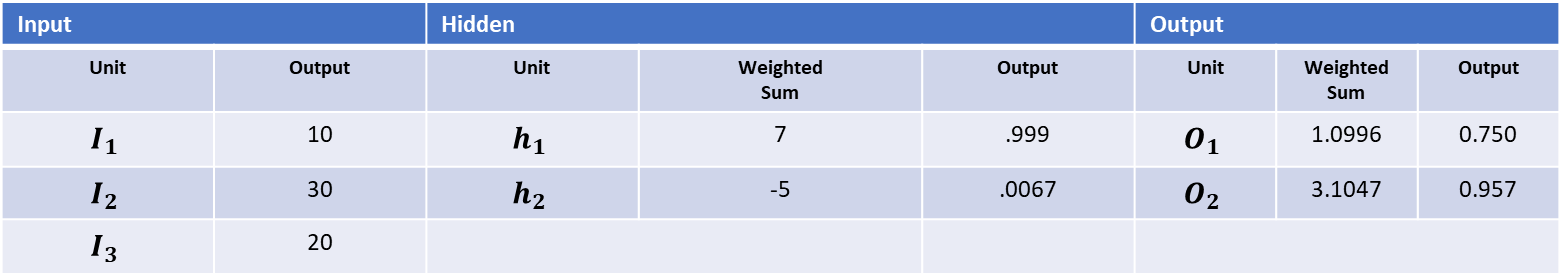 Input Hidden Output
Unit Output Unit Weighted Sum Output Unit Weighted Sum Output
I₁ 10 h₁ 7 .999 O₁ 1.0996 0.750
I₂ 30 h₂ -5 .0067 O₂ 3.1047 0.957
I₃ 20